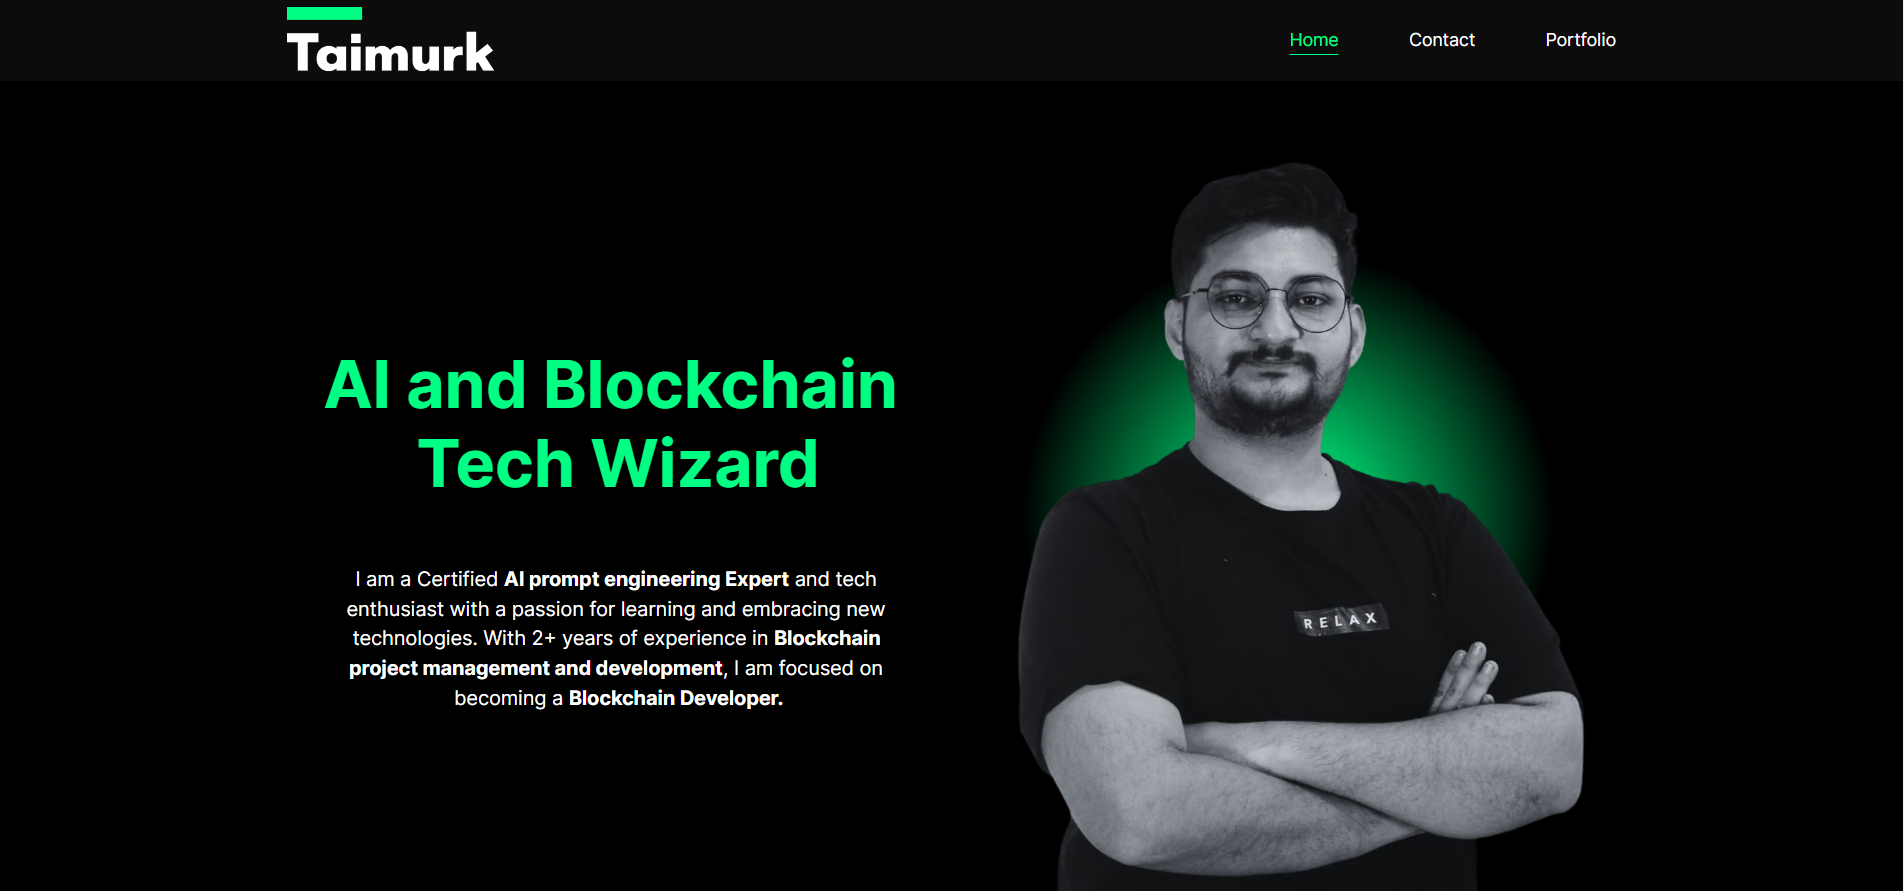 Taimurk
Home
Contact
Portfolio
AI and Blockchain
Tech Wizard
I am a Certified AI prompt engineering Expert and tech
enthusiast with a passion for learning and embracing new
technologies. With 2+ years of experience in Blockchain
project management and development, I am focused on
becoming a Blockchain Developer.
RELAX